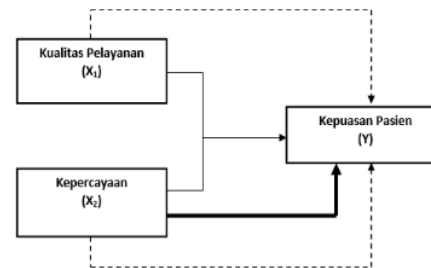 Kualitas Pelayanan
(X₁)
Kepuasan Pasien
(Y)
Kepercayaan
(X₂)